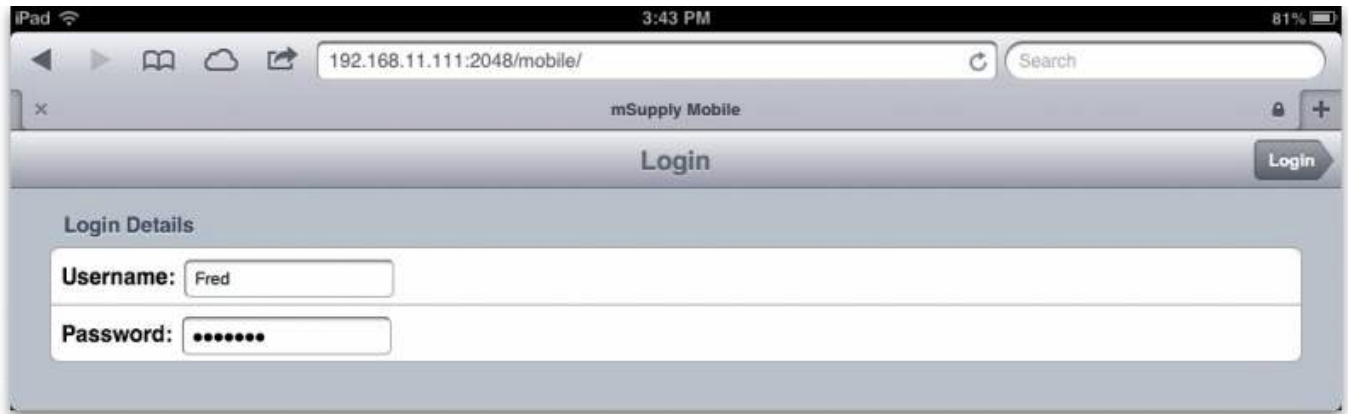 iPad 3:43 PM 81%
192.168.11.111:2048/mobile/ Search
mSupply Mobile
Login Login
Login Details
Username: Fred
Password: •••••••